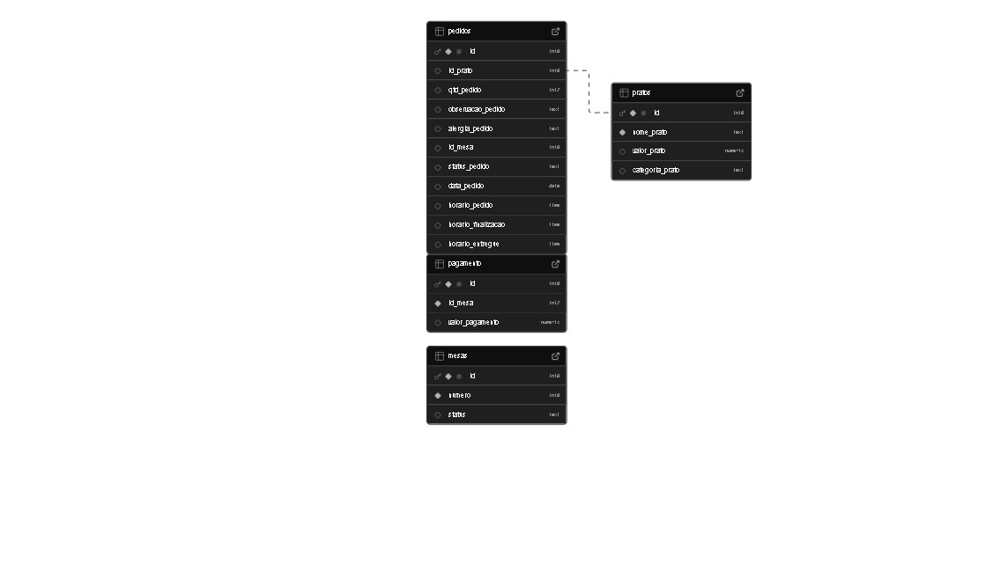 pedidos
# id int8
id_prato int8
qtd_pedido int2
observacao_pedido text
alergia_pedido text
id_mesa int8
status_pedido text
data_pedido date
horario_pedido time
horario_finalizacao time
horario_entregue time
pagamento
# id int8
id_mesa int2
valor_pagamento numeric
mesas
# id int8
numero int8
status text
pratos
# id int8
nome_prato text
valor_prato numeric
categoria_prato text